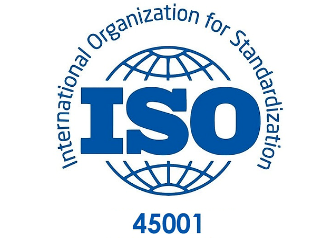 International Organization for Standardization
ISO
45001